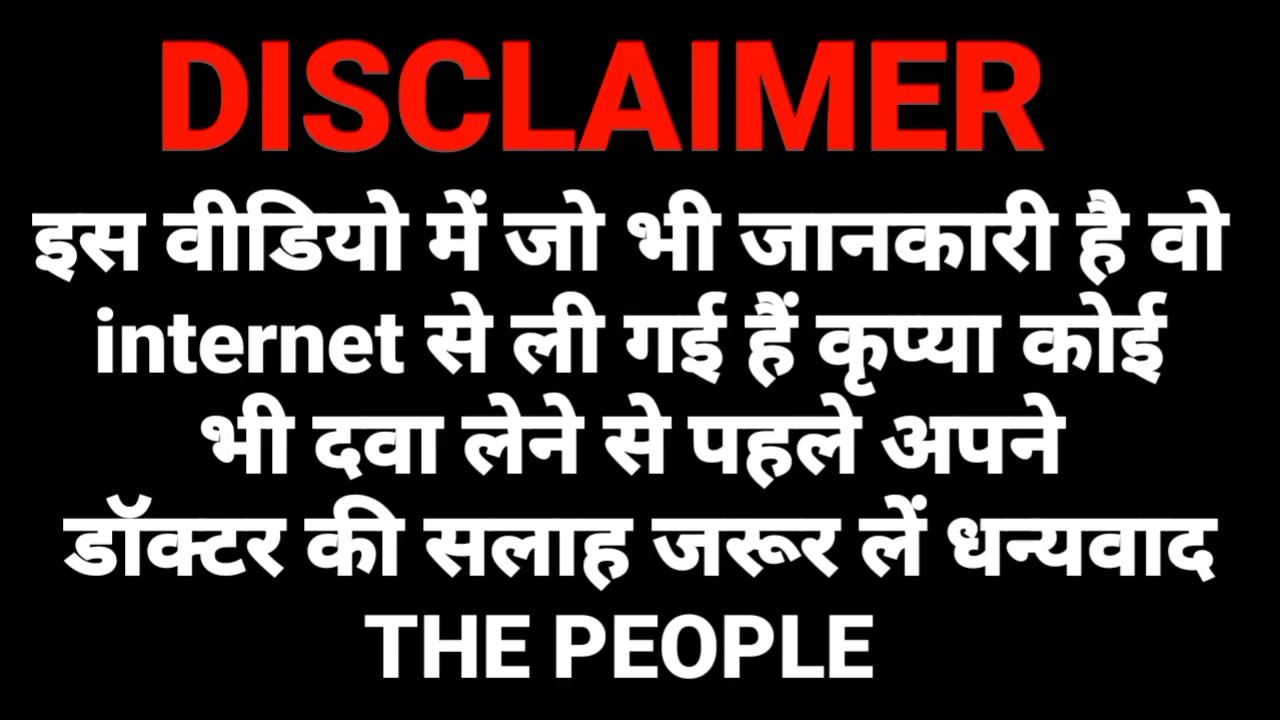 DISCLAIMER
इस वीडियो में जो भी जानकारी है वो
internet से ली गई हैं कृप्या कोई
भी दवा लेने से पहले अपने
डॉक्टर की सलाह जरूर लें धन्यवाद
THE PEOPLE